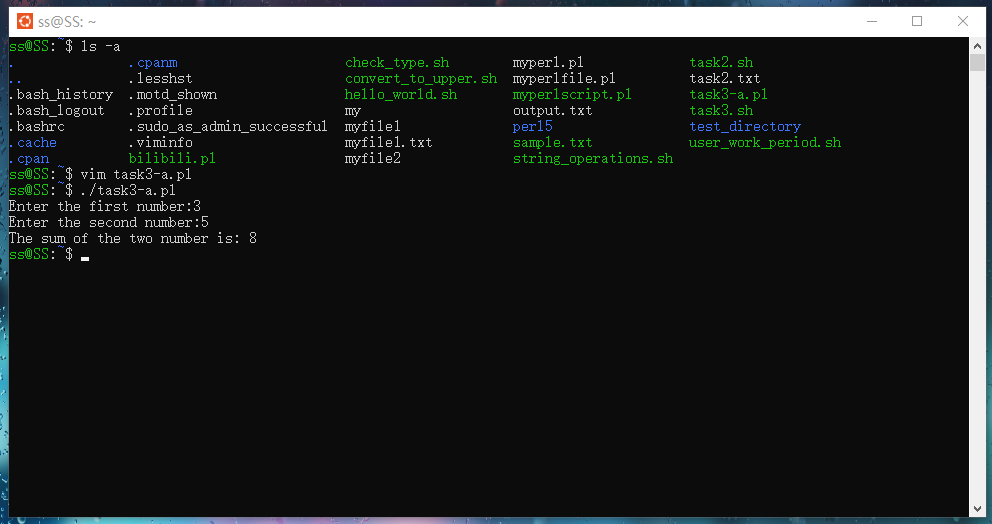 ss@SS: ~
ss@SS:~$ ls -a
. .cpanm check_type.sh myperl.pl task2.sh
.. .lesshst convert_to_upper.sh myperlfile.pl task2.txt
.bash_history .motd_shown hello_world.sh myperlscript.pl task3-a.pl
.bash_logout .profile my output.txt task3.sh
.bashrc .sudo_as_admin_successful myfile1 perl5 test_directory
.cache .viminfo myfile1.txt sample.txt user_work_period.sh
.cpan bilibili.pl myfile2 string_operations.sh
ss@SS:~$ vim task3-a.pl
ss@SS:~$ ./task3-a.pl
Enter the first number:3
Enter the second number:5
The sum of the two number is: 8
ss@SS:~$